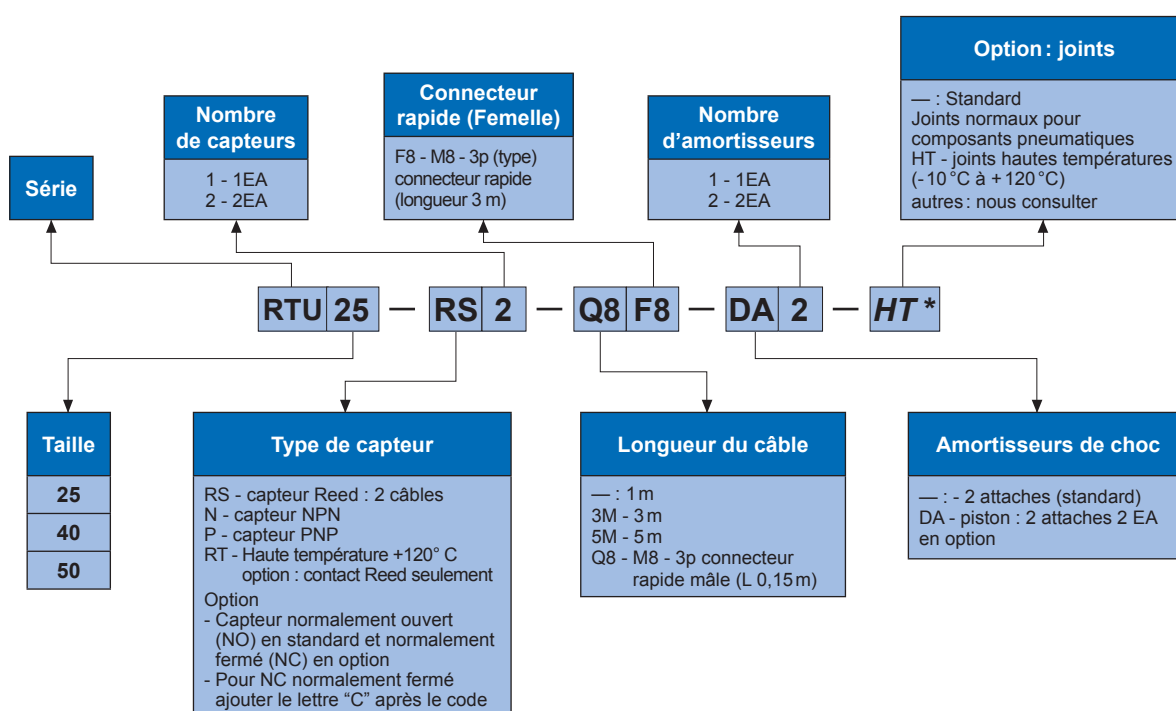 Option : joints
— : Standard
Joints normaux pour
composants pneumatiques
HT - joints hautes températures
(- 10 °C à + 120 °C)
autres : nous consulter
Connecteur
rapide (Femelle)
F8 - M8 - 3p (type)
connecteur rapide
(longueur 3 m)
Nombre
de capteurs
1 - 1EA
2 - 2EA
Nombre
d’amortisseurs
1 - 1EA
2 - 2EA
Série
RTU 25 — RS 2 — Q8 F8 — DA 2 — HT *
Taille
25
40
50
Type de capteur
RS - capteur Reed : 2 câbles
N - capteur NPN
P - capteur PNP
RT - Haute température +120° C
option : contact Reed seulement
Option
- Capteur normalement ouvert
(NO) en standard et normalement
fermé (NC) en option
- Pour NC normalement fermé
ajouter le lettre “C” après le code
Longueur du câble
— : 1 m
3M - 3 m
5M - 5 m
Q8 - M8 - 3p connecteur
rapide mâle (L 0,15 m)
Amortisseurs de choc
— : - 2 attaches (standard)
DA - piston : 2 attaches 2 EA
en option